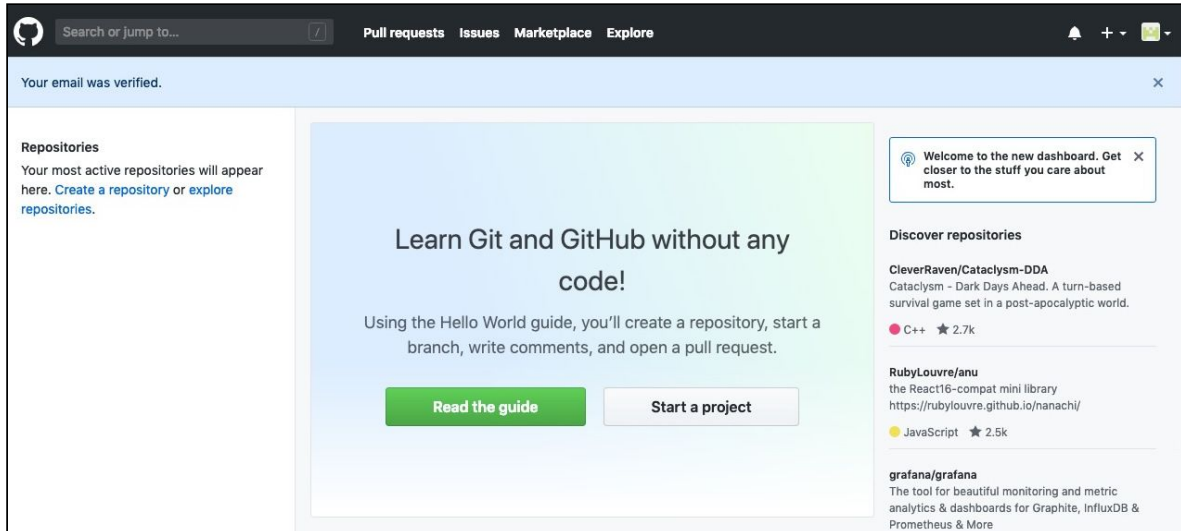 Search or jump to... /
Pull requests Issues Marketplace Explore
Your email was verified.
Repositories
Your most active repositories will appear
here. Create a repository or explore
repositories.
Learn Git and GitHub without any
code!
Using the Hello World guide, you'll create a repository, start a
branch, write comments, and open a pull request.
Read the guide
Start a project
Welcome to the new dashboard. Get
closer to the stuff you care about
most.
Discover repositories
CleverRaven/Cataclysm-DDA
Cataclysm - Dark Days Ahead. A turn-based
survival game set in a post-apocalyptic world.
C++ 2.7k
RubyLouvre/anu
the React16-compat mini library
https://rubylouvre.github.io/nanachi/
JavaScript 2.5k
grafana/grafana
The tool for beautiful monitoring and metric
analytics & dashboards for Graphite, InfluxDB &
Prometheus & More